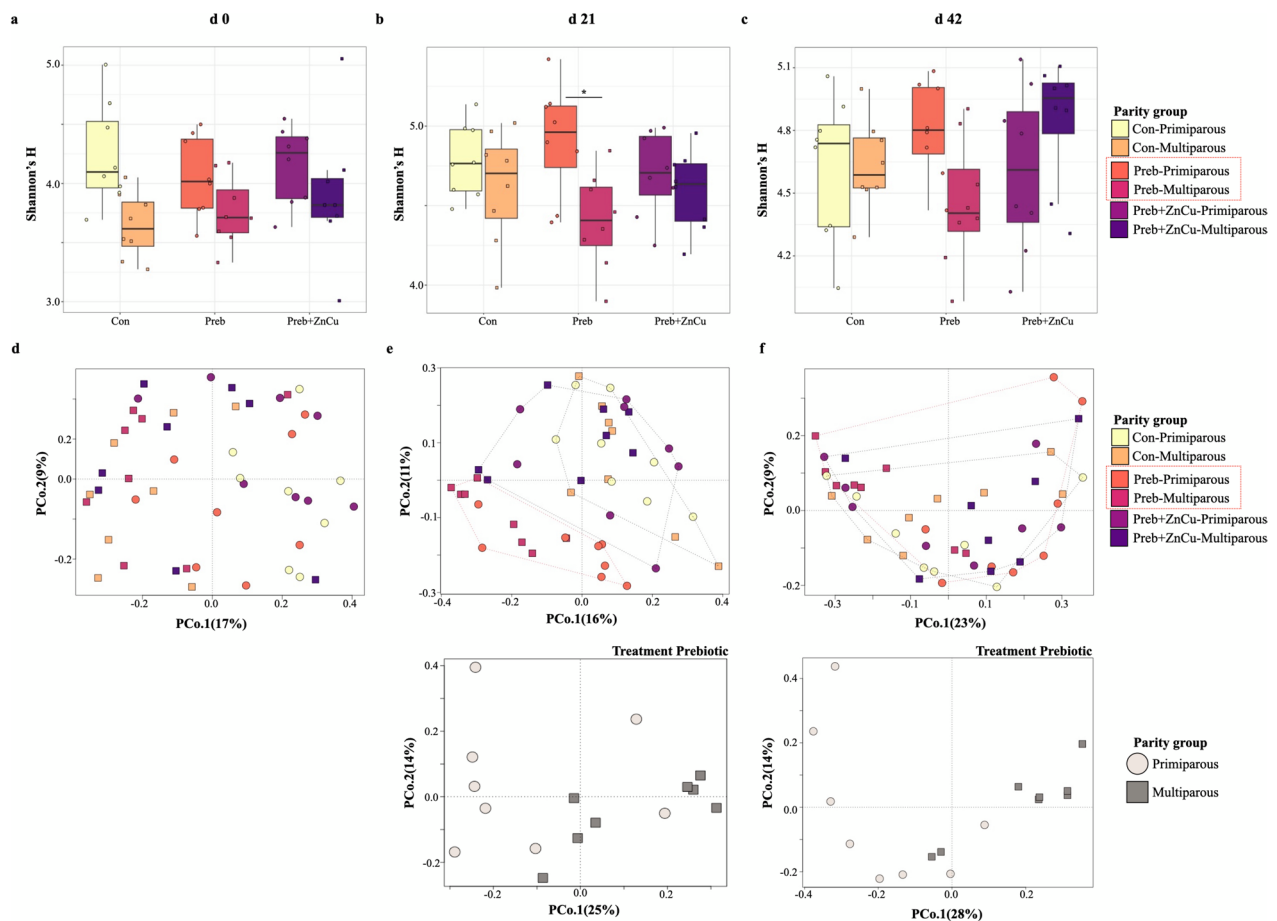 a d 0 b d 21 c d 42
Shannon's H
5.0
4.0
3.0
Con Preb Preb+ZnCu
Shannon's H
5.0
4.0
*
Con Preb Preb+ZnCu
Shannon's H
5.1
4.8
4.5
4.2
Con Preb Preb+ZnCu
Parity group
Con-Primiparous
Con-Multiparous
Preb-Primiparous
Preb-Multiparous
Preb+ZnCu-Primiparous
Preb+ZnCu-Multiparous
d
PCo.2(9%)
0.2
0.0
-0.2
-0.2 0.0 0.2 0.4
PCo.1(17%)
e
PCo.2(11%)
0.3
0.1
-0.1
-0.3
-0.4 -0.2 0.0 0.2 0.4
PCo.1(16%)
f
PCo.2(9%)
0.2
0.0
-0.2
-0.3 -0.1 0.1 0.3
PCo.1(23%)
Parity group
Con-Primiparous
Con-Multiparous
Preb-Primiparous
Preb-Multiparous
Preb+ZnCu-Primiparous
Preb+ZnCu-Multiparous
Treatment Prebiotic
PCo.2(14%)
0.4
0.2
0.0
-0.2
-0.2 0.0 0.2
PCo.1(25%)
Treatment Prebiotic
PCo.2(14%)
0.4
0.2
0.0
-0.2
-0.4 -0.2 0.0 0.2
PCo.1(28%)
Parity group
Primiparous
Multiparous